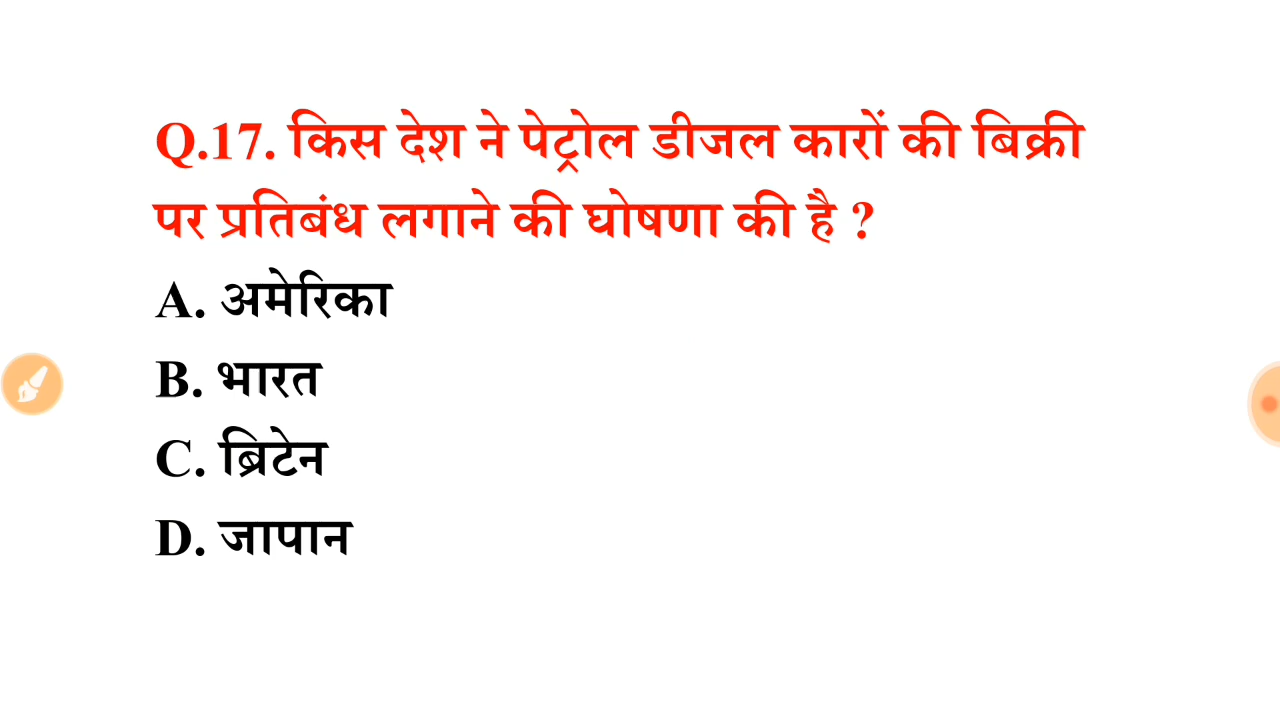 Q.17. किस देश ने पेट्रोल डीजल कारों की बिक्री
पर प्रतिबंध लगाने की घोषणा की है ?
A. अमेरिका
B. भारत
C. ब्रिटेन
D. जापान